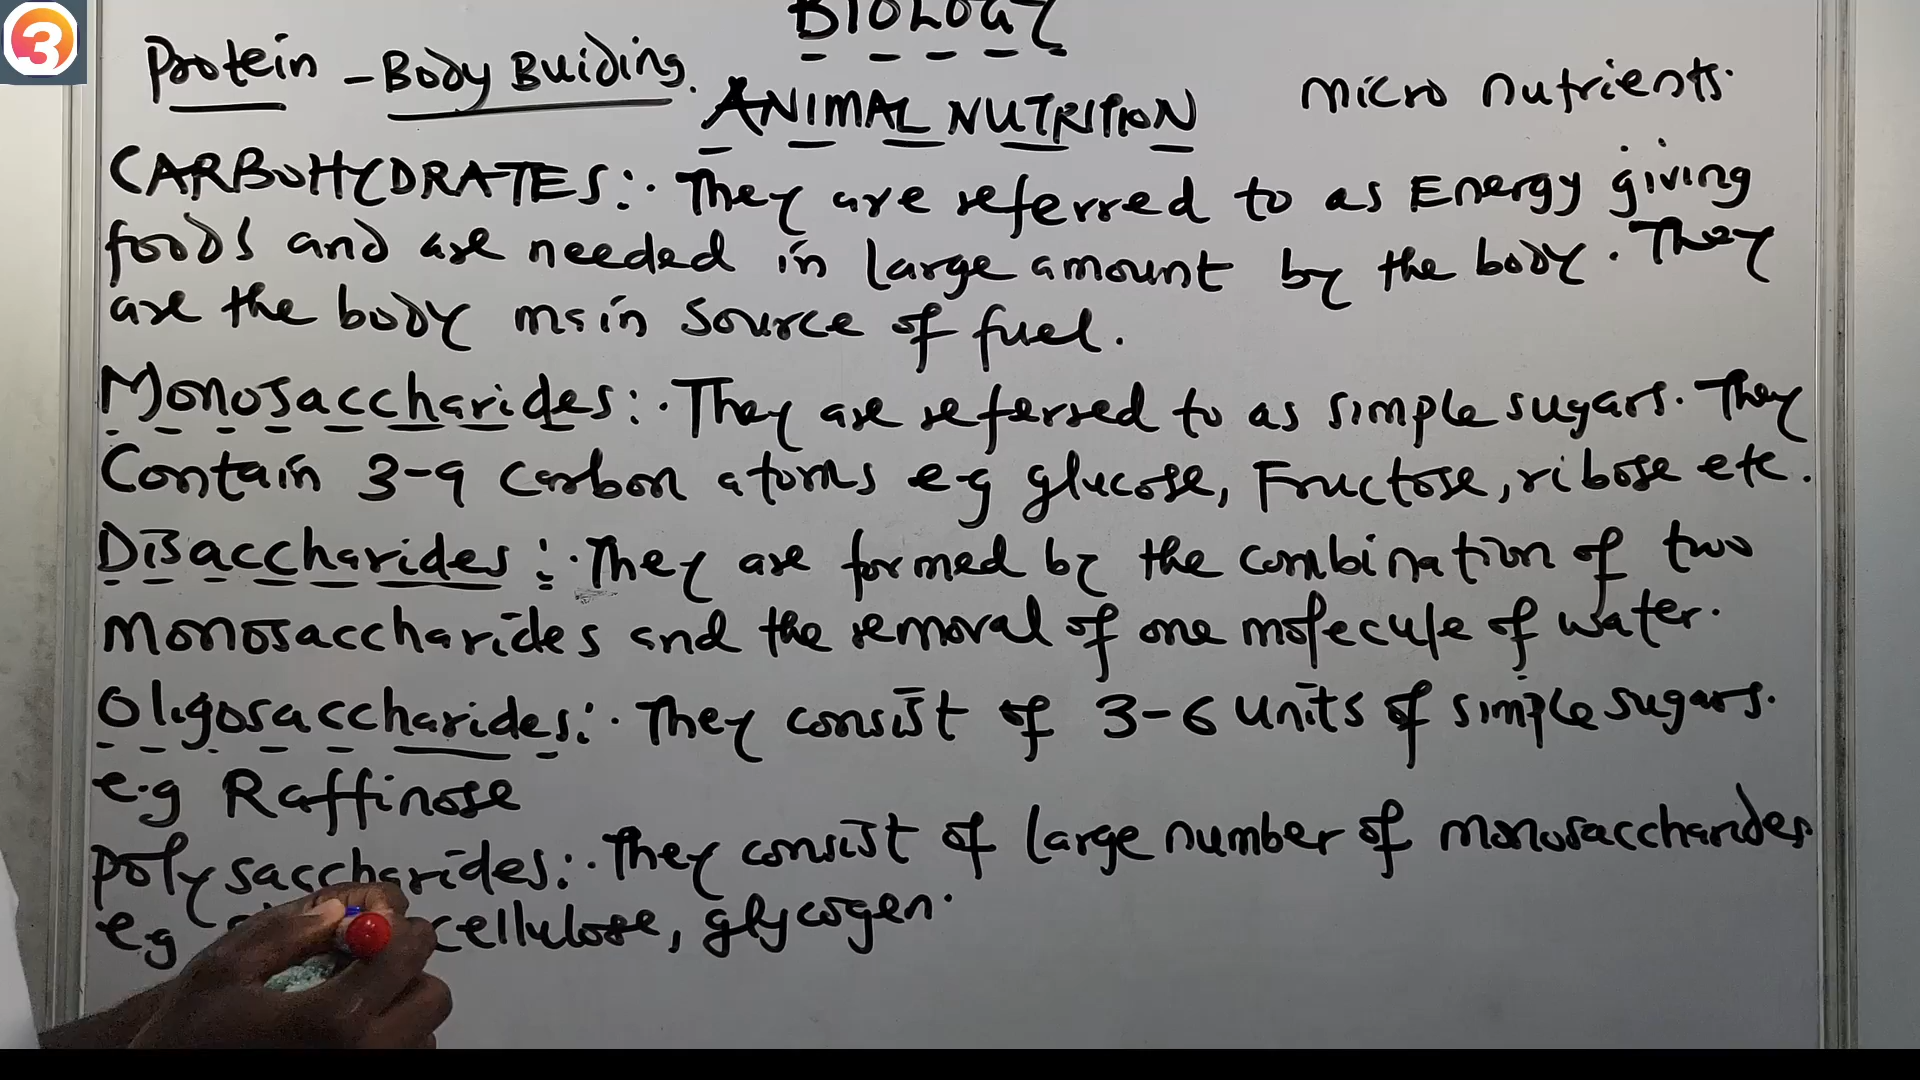 3
BIOLOGY
Protein - Body Buiding.
ANIMAL NUTRITION
micro nutrients.
CARBOHYDRATES:. They are referred to as Energy giving
foods and are needed in large amount by the body. They
are the body main source of fuel.
Monosaccharides:. They are referred to as simple sugars. They
Contain 3-9 Carbon atoms e.g glucose, Fructose, ribose etc.
Disaccharides:. They are formed by the combination of two
monosaccharides and the removal of one molecule of water.
Oligosaccharides:. They consist of 3-6 units of simple sugars.
e.g Raffinose
polysaccharides:. They consist of large number of monosaccharides
e.g cellulose, glycogen.